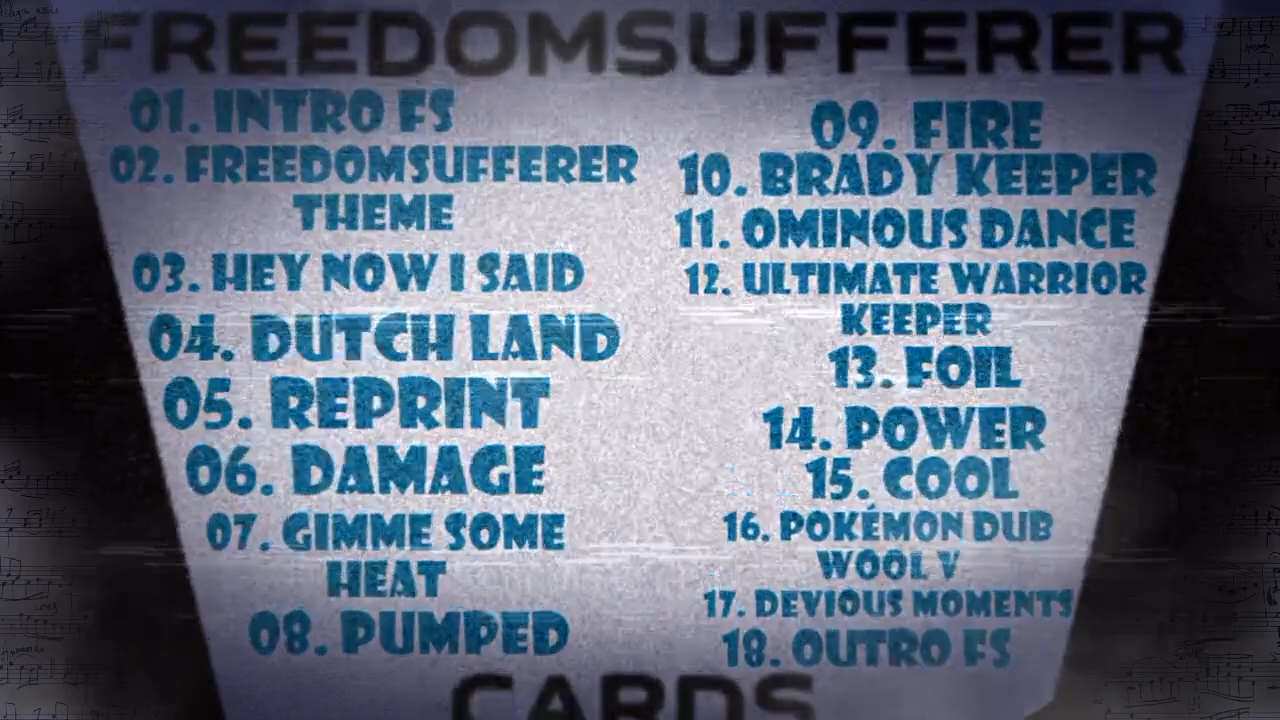 FREEDOMSUFFERER
01. INTRO FS
02. FREEDOMSUFFERER
THEME
03. HEY NOW I SAID
04. DUTCH LAND
05. REPRINT
06. DAMAGE
07. GIMME SOME
HEAT
08. PUMPED
09. FIRE
10. BRADY KEEPER
11. OMINOUS DANCE
12. ULTIMATE WARRIOR
KEEPER
13. FOIL
14. POWER
15. COOL
16. POKÉMON DUB
WOOL V
17. DEVIOUS MOMENTS
18. OUTRO FS
CARDS